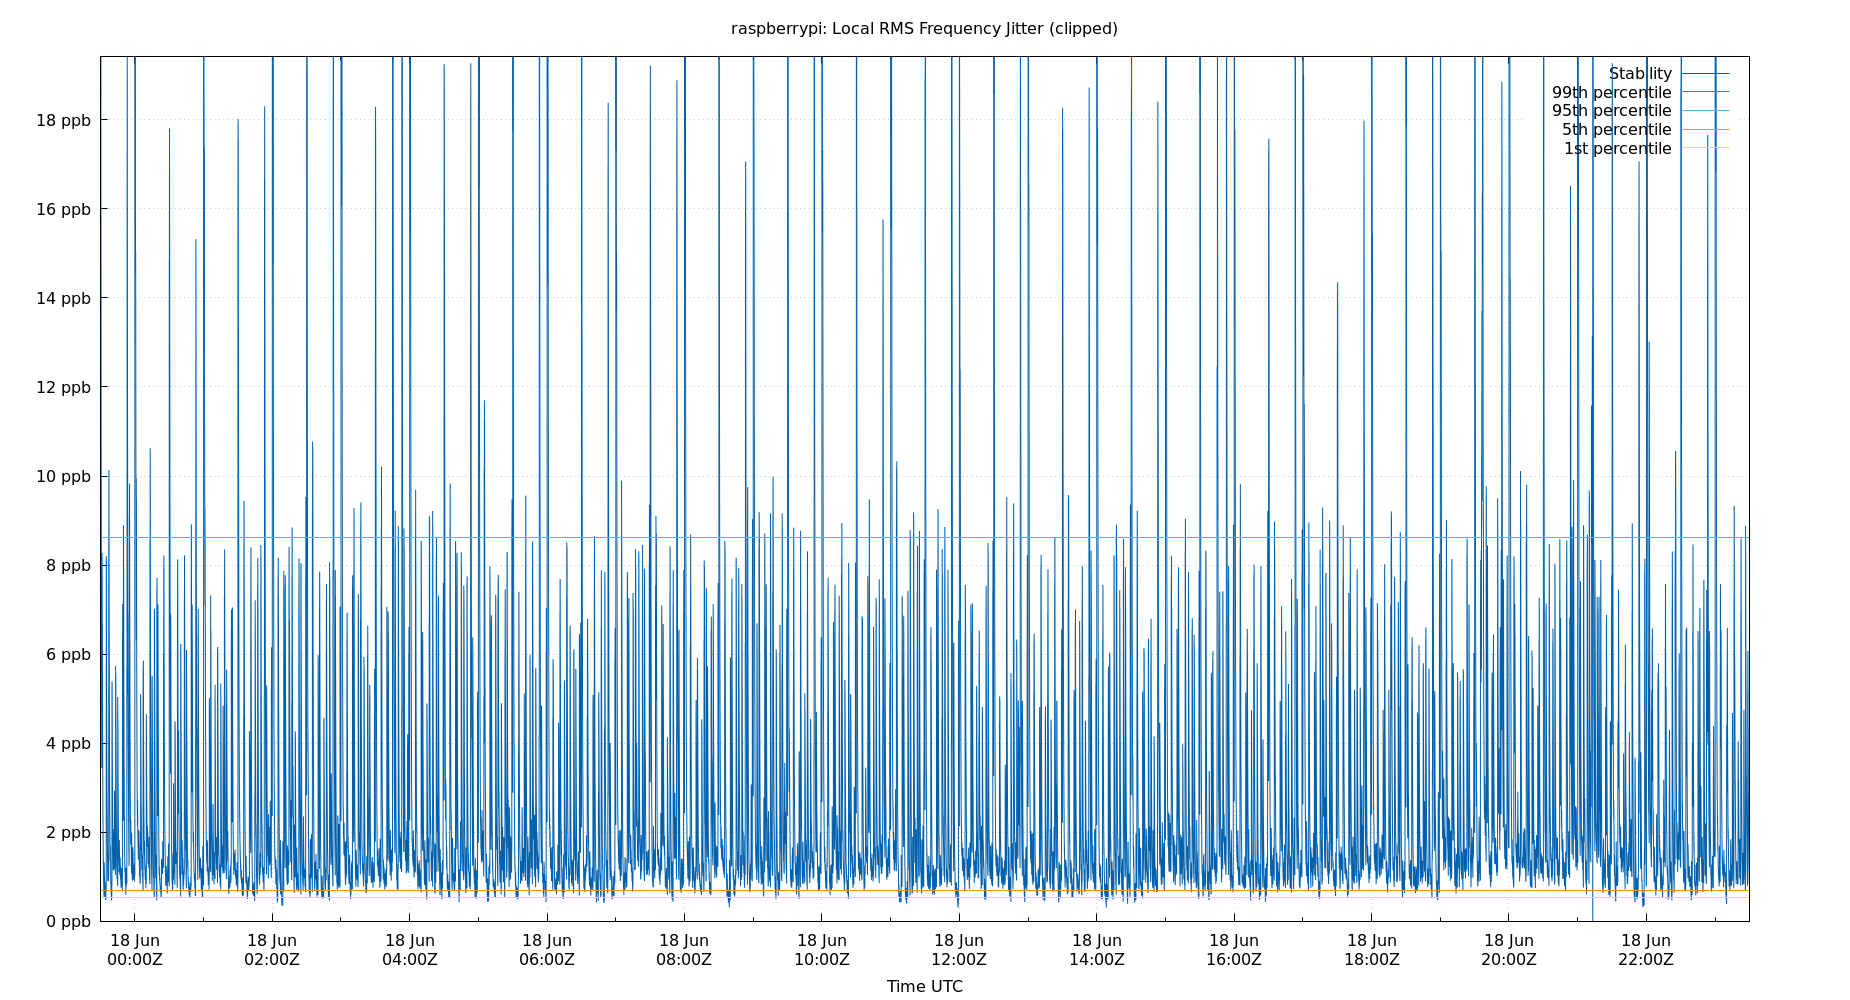 raspberrypi: Local RMS Frequency Jitter (clipped)
Stability
99th percentile
95th percentile
5th percentile
1st percentile
18 ppb
16 ppb
14 ppb
12 ppb
10 ppb
8 ppb
6 ppb
4 ppb
2 ppb
0 ppb
18 Jun 18 Jun 18 Jun 18 Jun 18 Jun 18 Jun 18 Jun 18 Jun 18 Jun 18 Jun 18 Jun 18 Jun
00:00Z 02:00Z 04:00Z 06:00Z 08:00Z 10:00Z 12:00Z 14:00Z 16:00Z 18:00Z 20:00Z 22:00Z
Time UTC